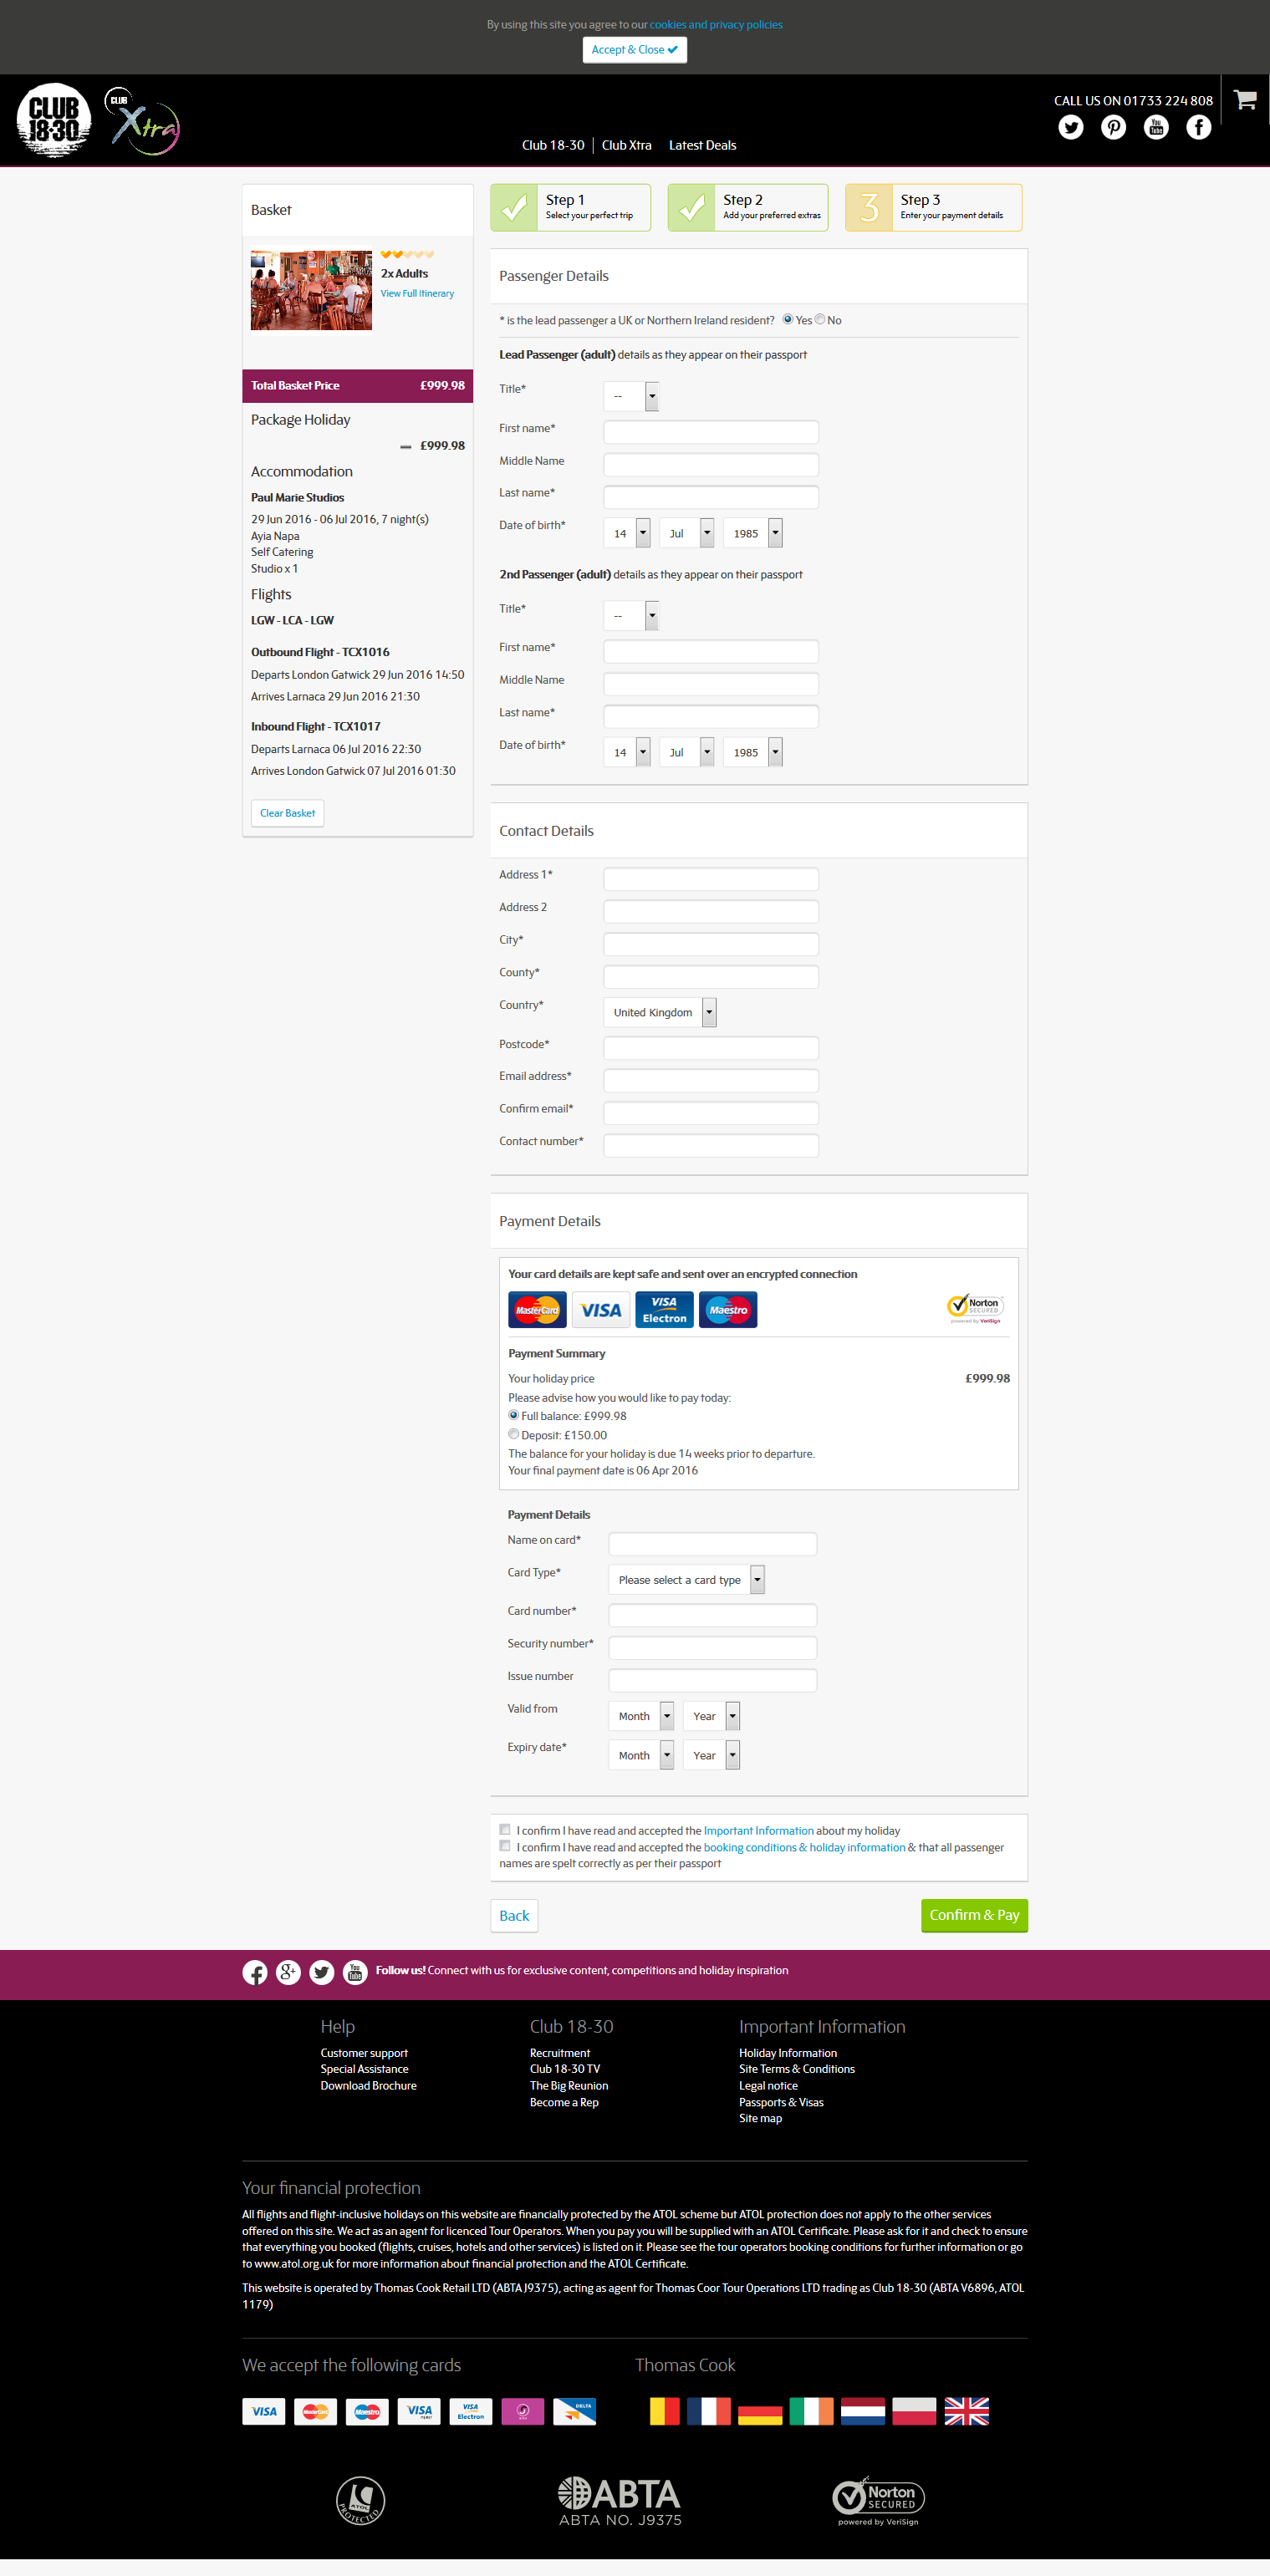 By using this site you agree to our cookies and privacy policies
Accept & Close
CLUB 18-30
CLUB Xtra
CALL US ON 01733 224 808
Club 18-30
Club Xtra
Latest Deals
Basket
2x Adults
View Full Itinerary
Total Basket Price £999.98
Package Holiday
£999.98
Accommodation
Paul Marie Studios
29 Jun 2016 - 06 Jul 2016, 7 night(s)
Ayia Napa
Self Catering
Studio x 1
Flights
LGW - LCA - LGW
Outbound Flight - TCX1016
Departs London Gatwick 29 Jun 2016 14:50
Arrives Larnaca 29 Jun 2016 21:30
Inbound Flight - TCX1017
Departs Larnaca 06 Jul 2016 22:30
Arrives London Gatwick 07 Jul 2016 01:30
Clear Basket
Step 1
Select your perfect trip
Step 2
Add your preferred extras
3
Step 3
Enter your payment details
Passenger Details
* is the lead passenger a UK or Northern Ireland resident? Yes No
Lead Passenger (adult) details as they appear on their passport
Title* --
First name*
Middle Name
Last name*
Date of birth* 14 Jul 1985
2nd Passenger (adult) details as they appear on their passport
Title* --
First name*
Middle Name
Last name*
Date of birth* 14 Jul 1985
Contact Details
Address 1*
Address 2
City*
County*
Country* United Kingdom
Postcode*
Email address*
Confirm email*
Contact number*
Payment Details
Your card details are kept safe and sent over an encrypted connection
MasterCard VISA VISA Electron Maestro Norton SECURED powered by VeriSign
Payment Summary
Your holiday price £999.98
Please advise how you would like to pay today:
Full balance: £999.98
Deposit: £150.00
The balance for your holiday is due 14 weeks prior to departure.
Your final payment date is 06 Apr 2016
Payment Details
Name on card*
Card Type* Please select a card type
Card number*
Security number*
Issue number
Valid from Month Year
Expiry date* Month Year
I confirm I have read and accepted the Important Information about my holiday
I confirm I have read and accepted the booking conditions & holiday information & that all passenger
names are spelt correctly as per their passport
Back
Confirm & Pay
Follow us! Connect with us for exclusive content, competitions and holiday inspiration
Help
Customer support
Special Assistance
Download Brochure
Club 18-30
Recruitment
Club 18-30 TV
The Big Reunion
Become a Rep
Important Information
Holiday Information
Site Terms & Conditions
Legal notice
Passports & Visas
Site map
Your financial protection
All flights and flight-inclusive holidays on this website are financially protected by the ATOL scheme but ATOL protection does not apply to the other services
offered on this site. We act as an agent for licenced Tour Operators. When you pay you will be supplied with an ATOL Certificate. Please ask for it and check to ensure
that everything you booked (flights, cruises, hotels and other services) is listed on it. Please see the tour operators booking conditions for further information or go
to www.atol.org.uk for more information about financial protection and the ATOL Certificate.
This website is operated by Thomas Cook Retail LTD (ABTA J9375), acting as agent for Thomas Coor Tour Operations LTD trading as Club 18-30 (ABTA V6896, ATOL
1179)
We accept the following cards
VISA MasterCard Maestro VISA VISA Electron DELTA
Thomas Cook
ATOL PROTECTED
ABTA
ABTA NO. J9375
Norton SECURED
powered by VeriSign